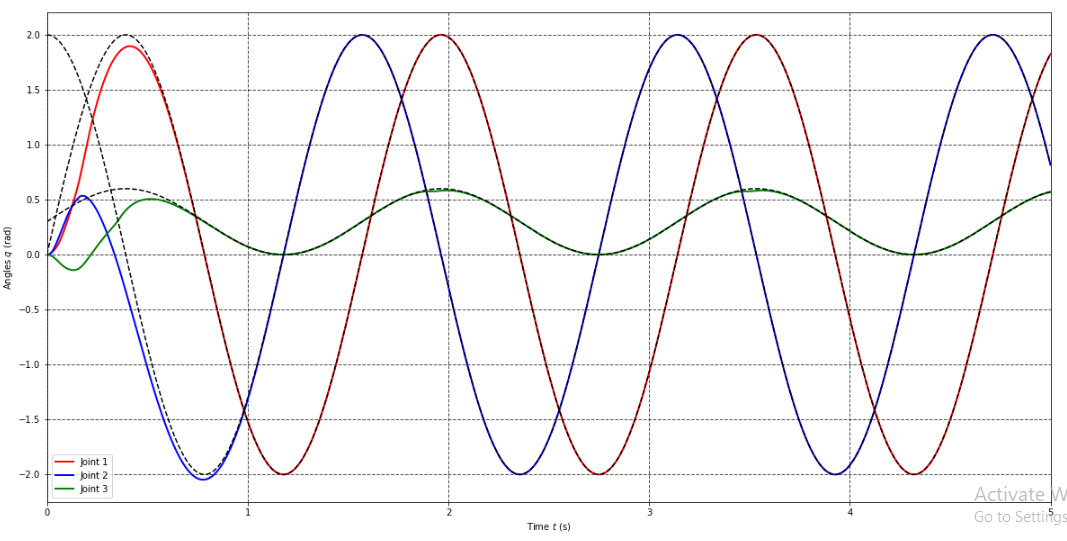 2.0
1.5
1.0
0.5
0.0
−0.5
−1.0
−1.5
−2.0
Angles q (rad)
Joint 1
Joint 2
Joint 3
0 1 2 3 4 5
Time t (s)
Activate W
Go to Settings